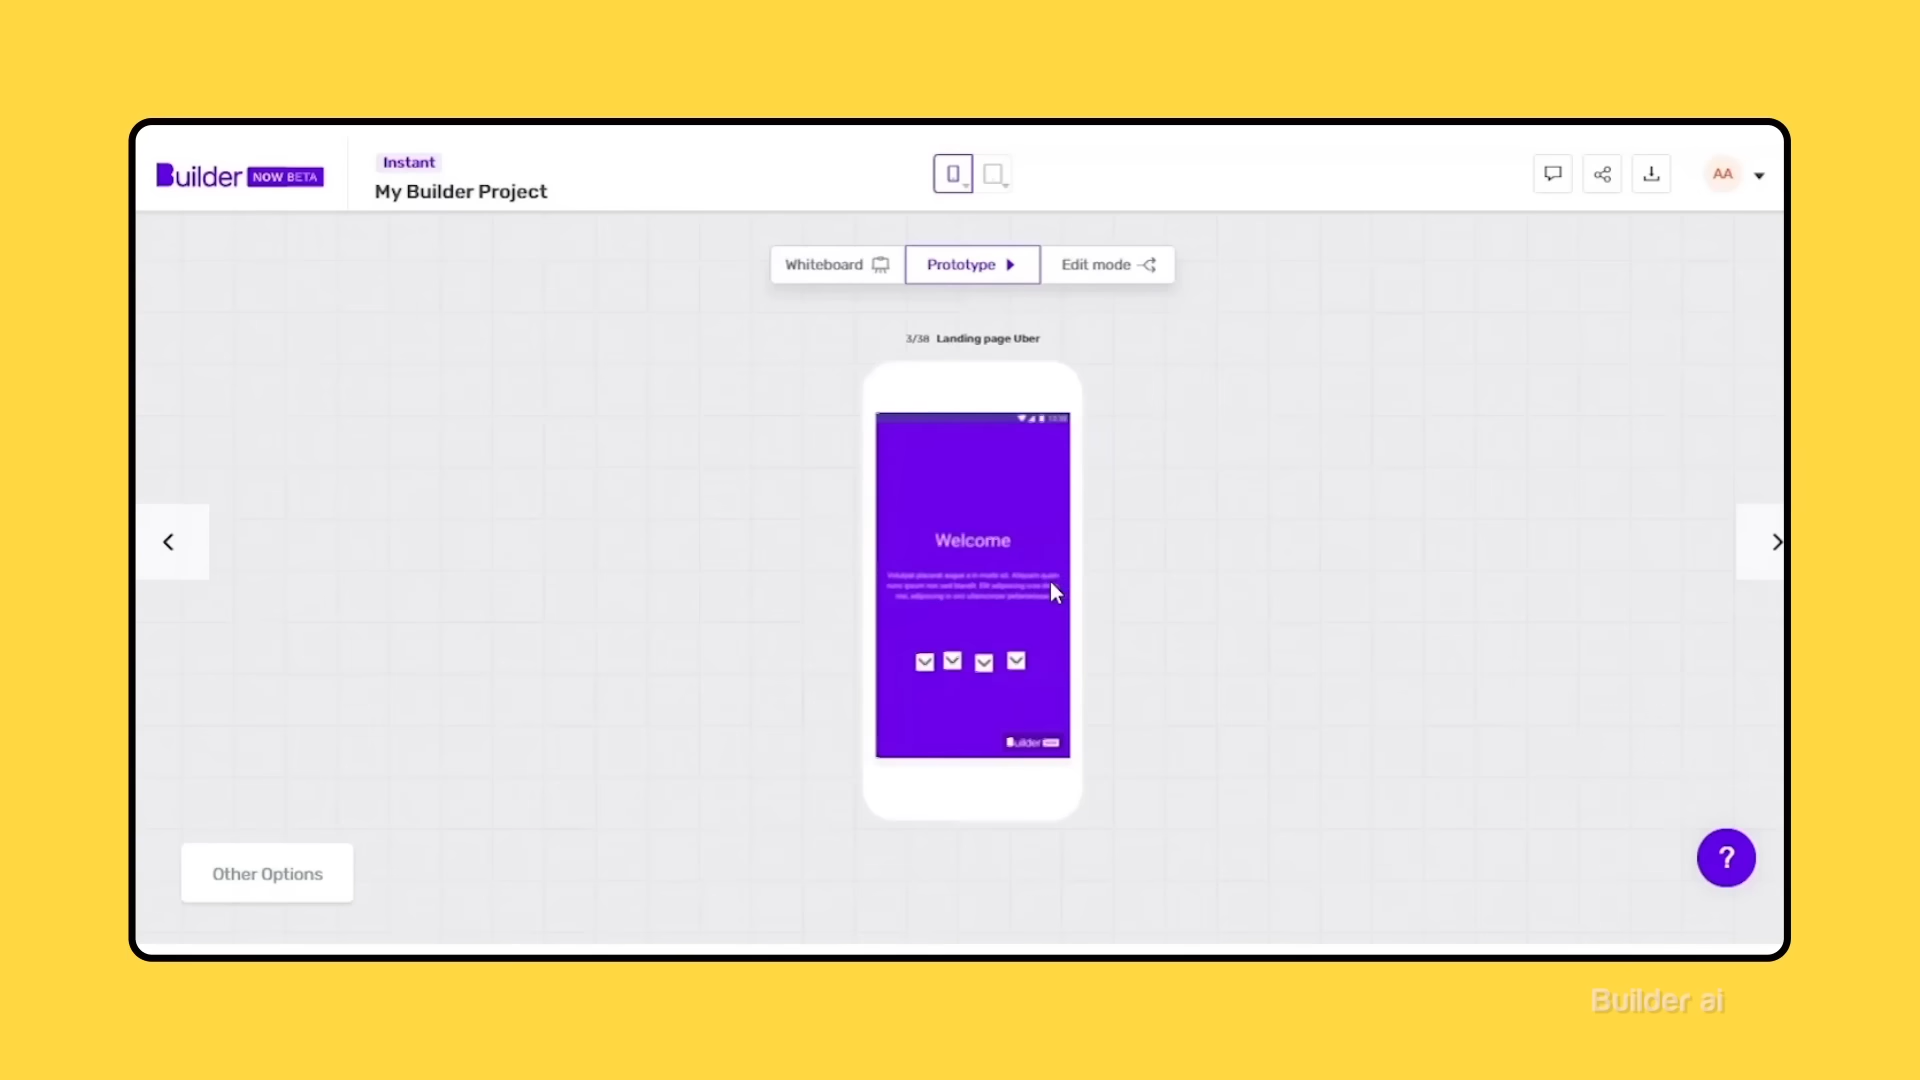 Builder NOW BETA
Instant
My Builder Project
AA
Whiteboard
Prototype
Edit mode
3/38 Landing page Uber
Welcome
Builder
Other Options
?
Builder ai